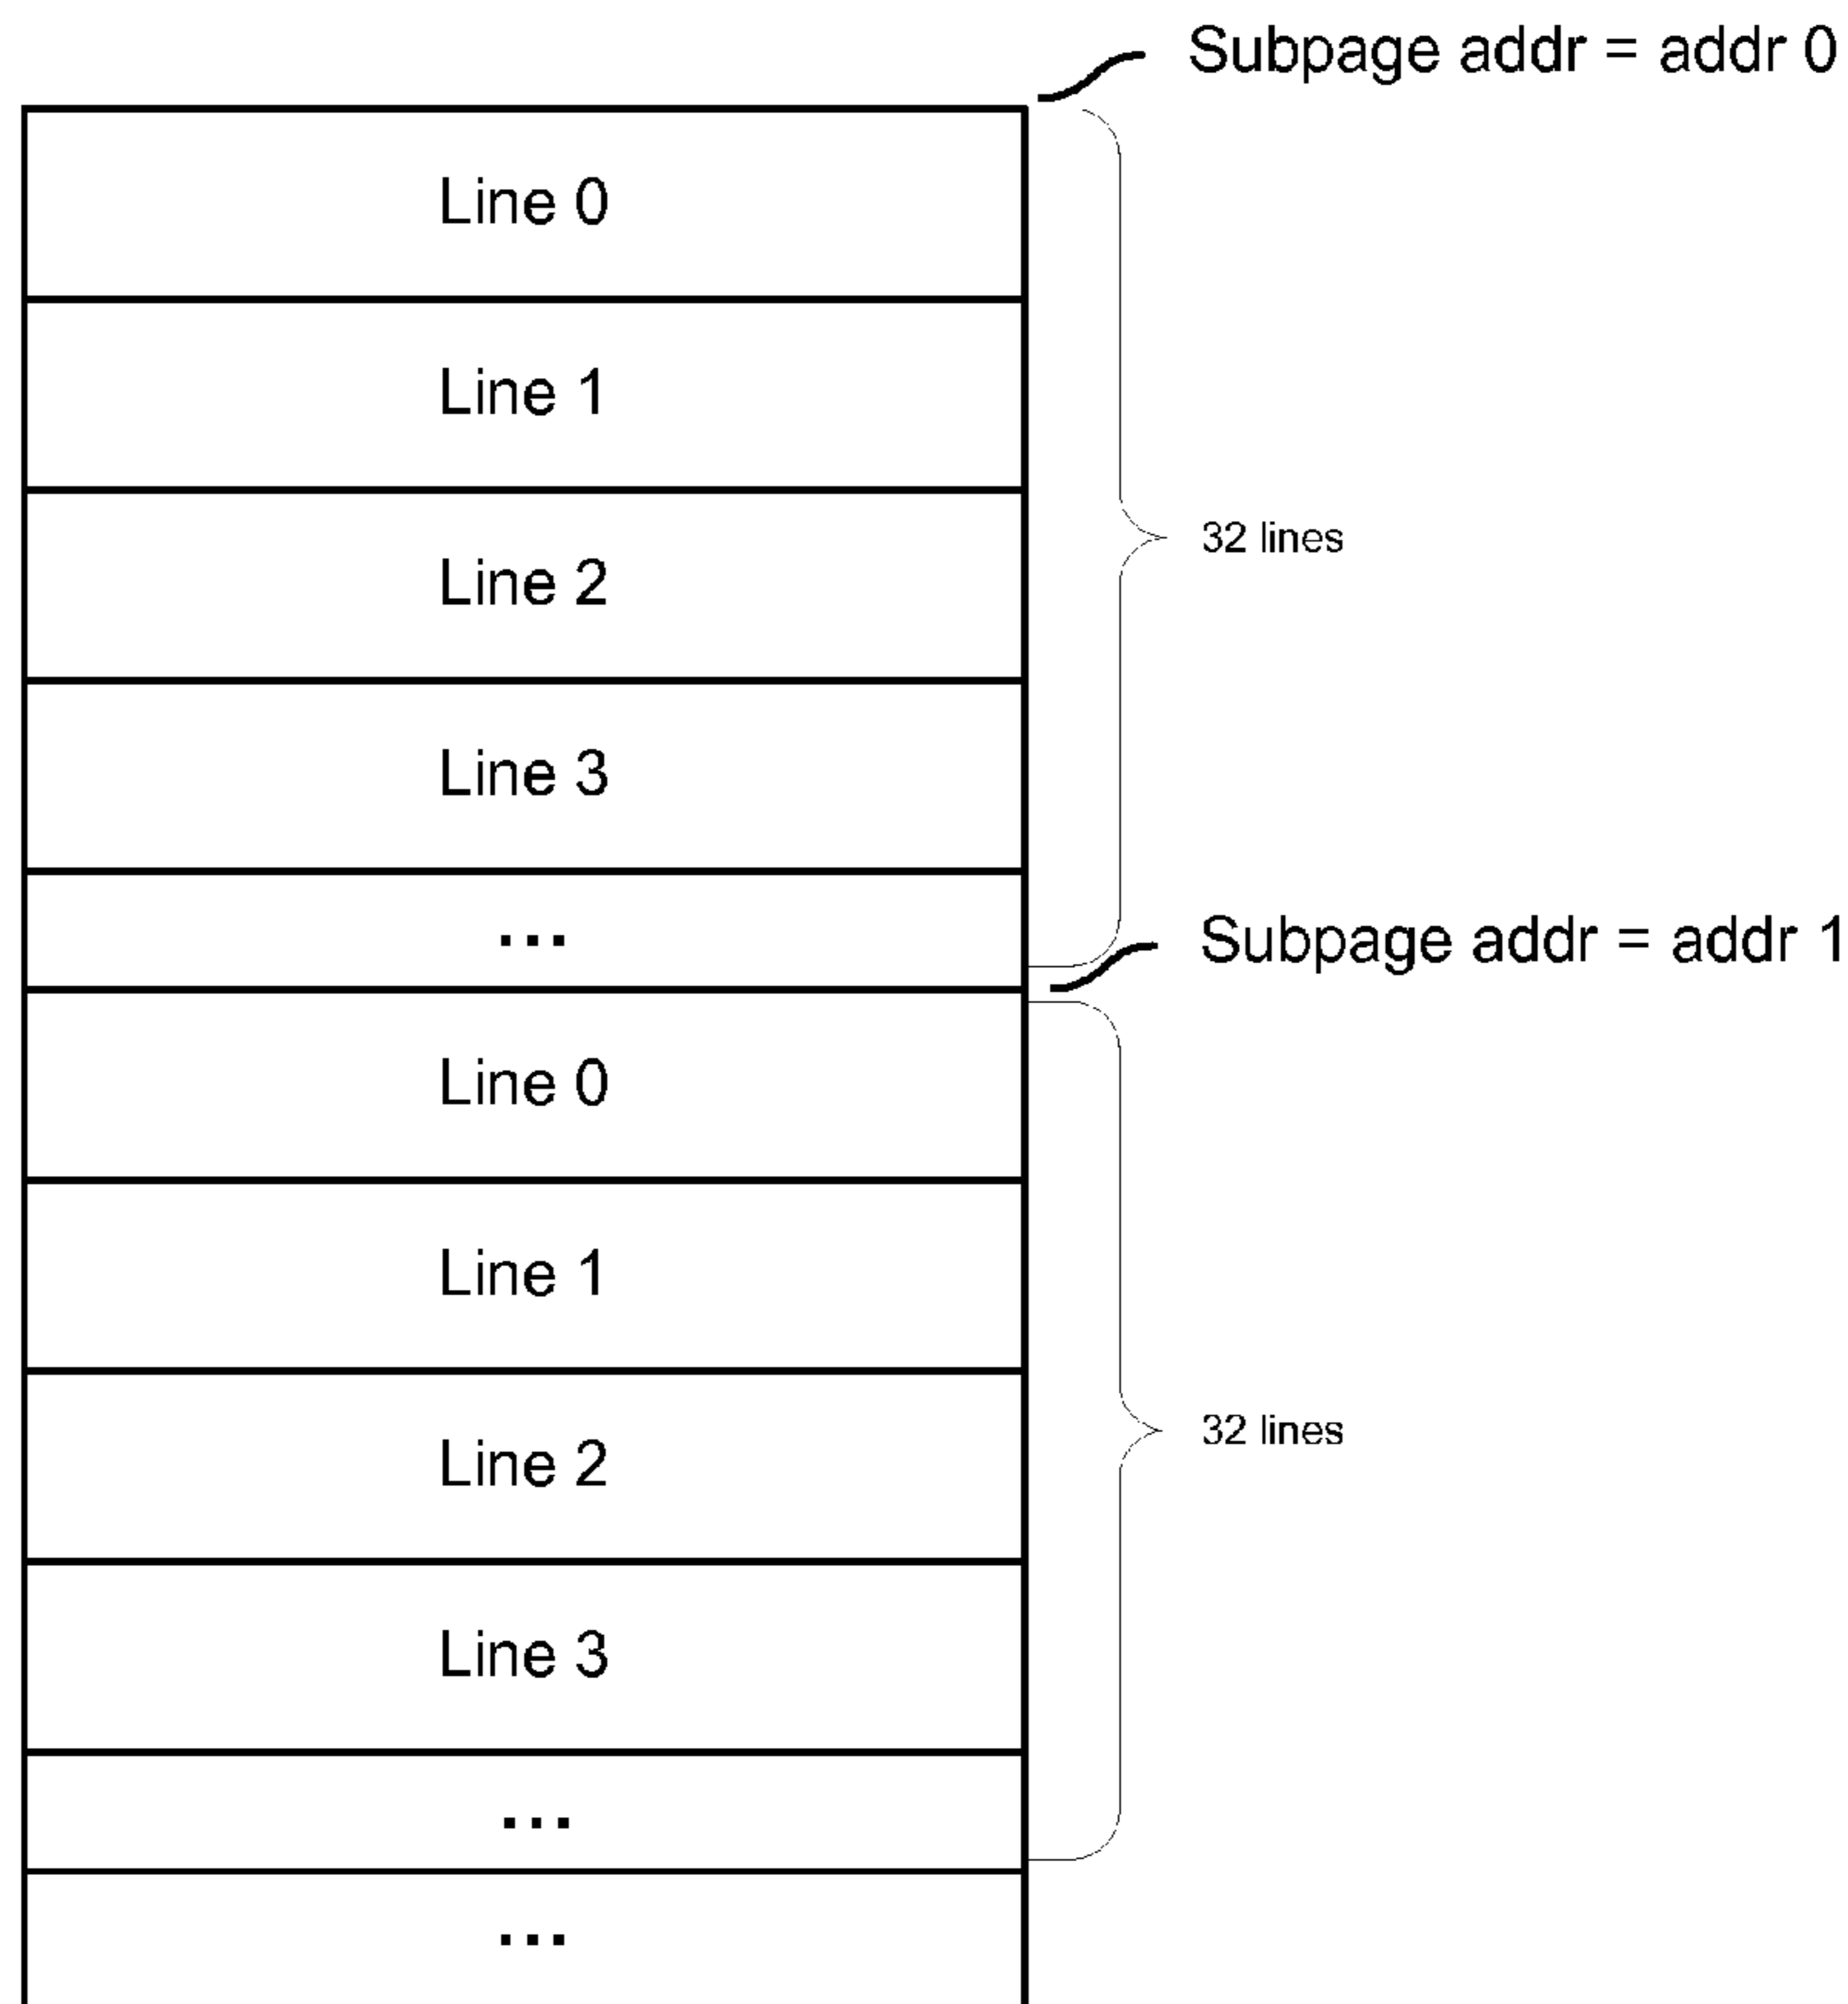 Subpage addr = addr 0
Line 0
Line 1
Line 2
32 lines
Line 3
...
Subpage addr = addr 1
Line 0
Line 1
Line 2
32 lines
Line 3
...
...